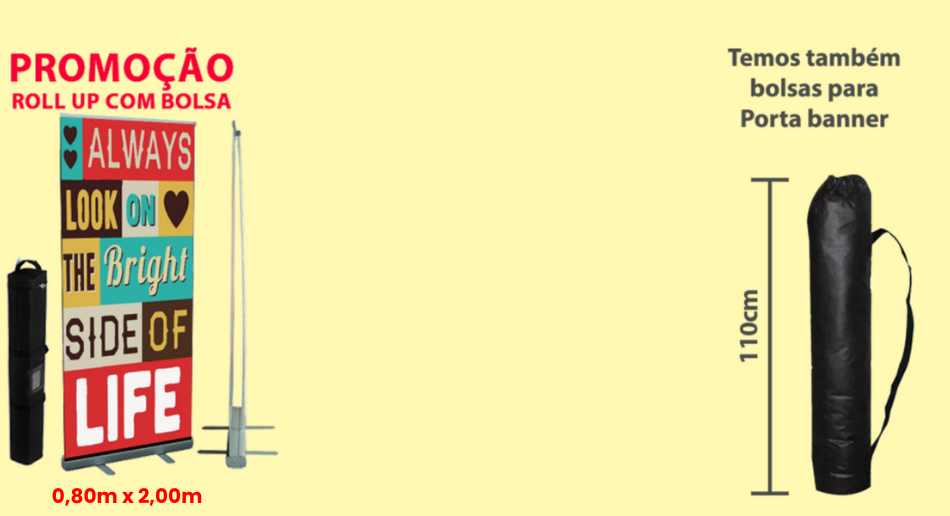 PROMOÇÃO
ROLL UP COM BOLSA
ALWAYS
LOOK ON
THE Bright
SIDE OF
LIFE
0,80m x 2,00m
Temos também
bolsas para
Porta banner
110cm